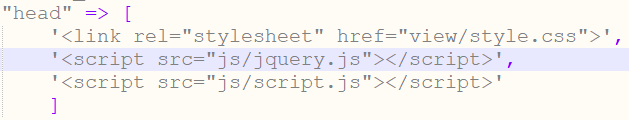 "head" => [
'<link rel="stylesheet" href="view/style.css">',
'<script src="js/jquery.js"></script>',
'<script src="js/script.js"></script>'
]